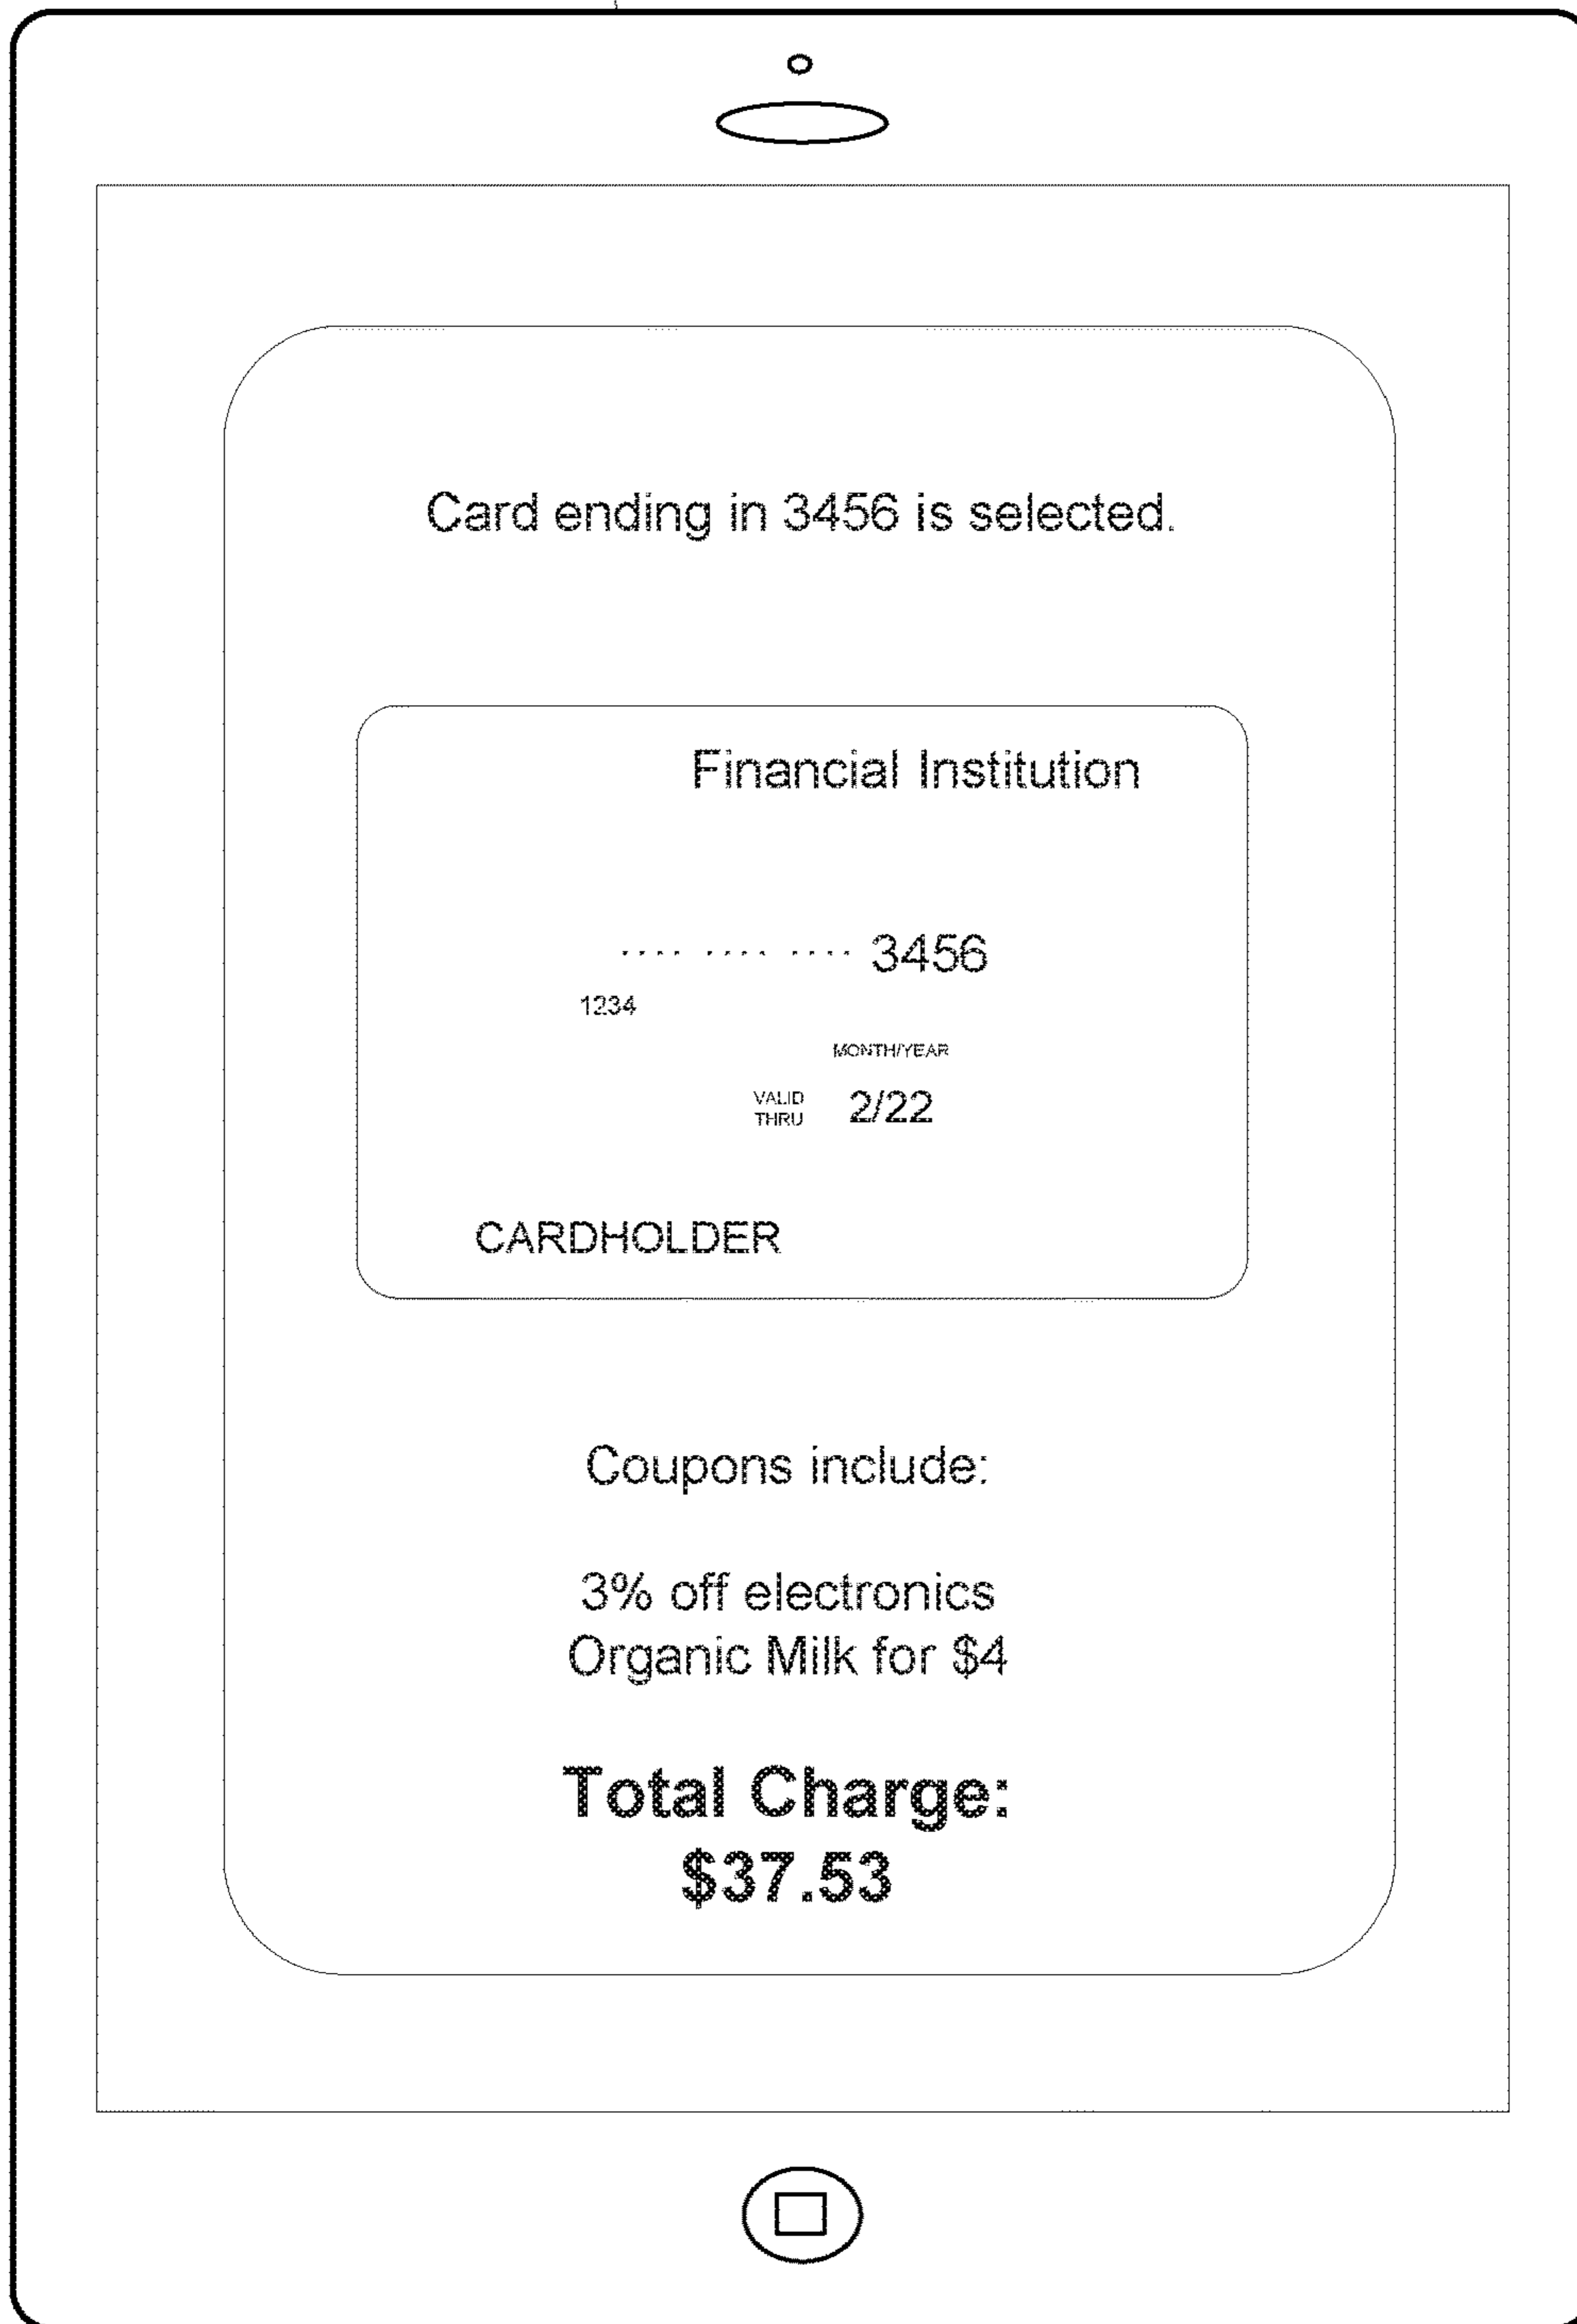 Card ending in 3456 is selected.
Financial Institution
.... .... .... 3456
1234
MONTH/YEAR
VALID
THRU 2/22
CARDHOLDER
Coupons include:
3% off electronics
Organic Milk for $4
Total Charge:
$37.53